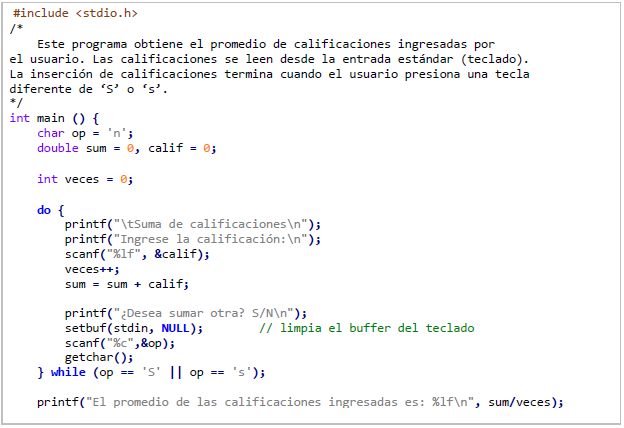 #include <stdio.h>
/*
    Este programa obtiene el promedio de calificaciones ingresadas por
el usuario. Las calificaciones se leen desde la entrada estándar (teclado).
La inserción de calificaciones termina cuando el usuario presiona una tecla
diferente de ‘S’ o ‘s’.
*/
int main () {
    char op = 'n';
    double sum = 0, calif = 0;
    int veces = 0;
    do {
        printf("\tSuma de calificaciones\n");
        printf("Ingrese la calificación:\n");
        scanf("%lf", &calif);
        veces++;
        sum = sum + calif;
        printf("¿Desea sumar otra? S/N\n");
        setbuf(stdin, NULL);       // limpia el buffer del teclado
        scanf("%c",&op);
        getchar();
    } while (op == 'S' || op == 's');
    printf("El promedio de las calificaciones ingresadas es: %lf\n", sum/veces);